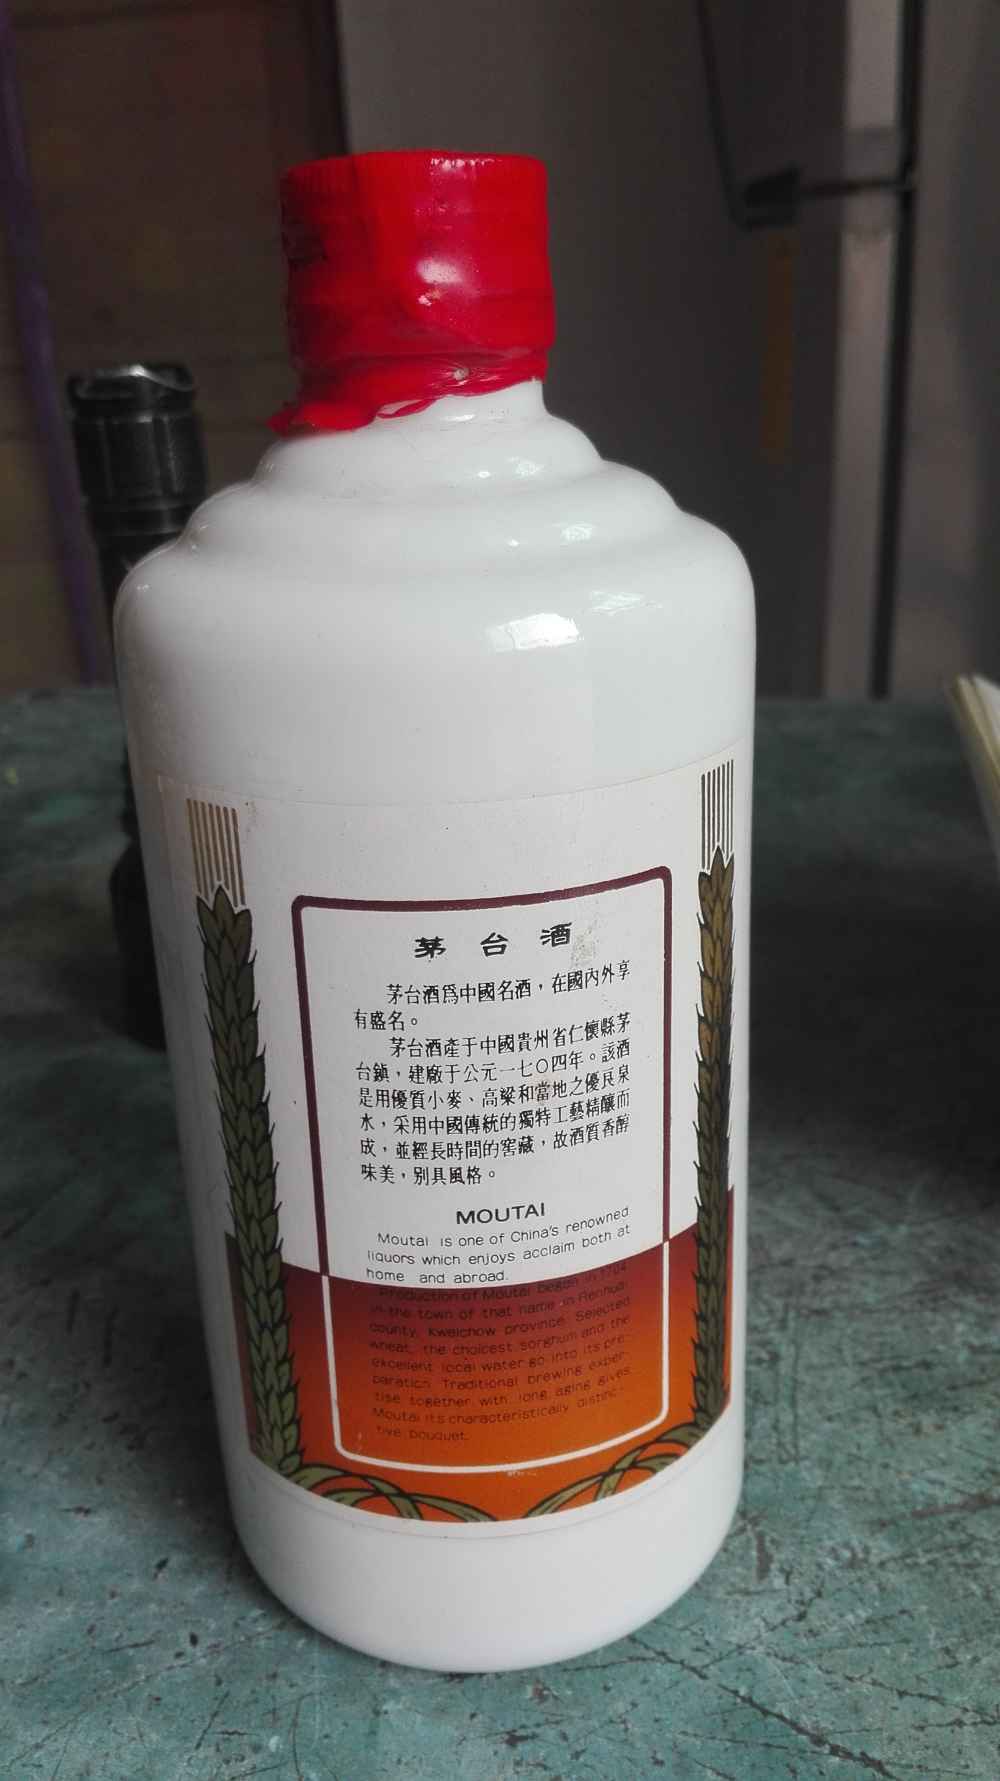 茅台酒
茅台酒爲中國名酒，在國內外享
有盛名。
茅台酒產于中國貴州省仁懷縣茅
台鎮，建廠于公元一七〇四年。該酒
是用優質小麥、高粱和當地之優良泉
水，采用中國傳統的獨特工藝精釀而
成，並經長時間的窖藏，故酒質香醇
味美，別具風格。
MOUTAI
Moutai is one of China's renowned
liquors which enjoys acclaim both at
home and abroad.
Production of Moutai began in 1704
in the town of that name in Renhuai
county, Kweichow province. Selected
wheat, the choicest sorghum and the
excellent local water go into its pre-
paration. Traditional brewing exper-
tise together with long aging gives
Moutai its characteristically distinc-
tive bouquet.